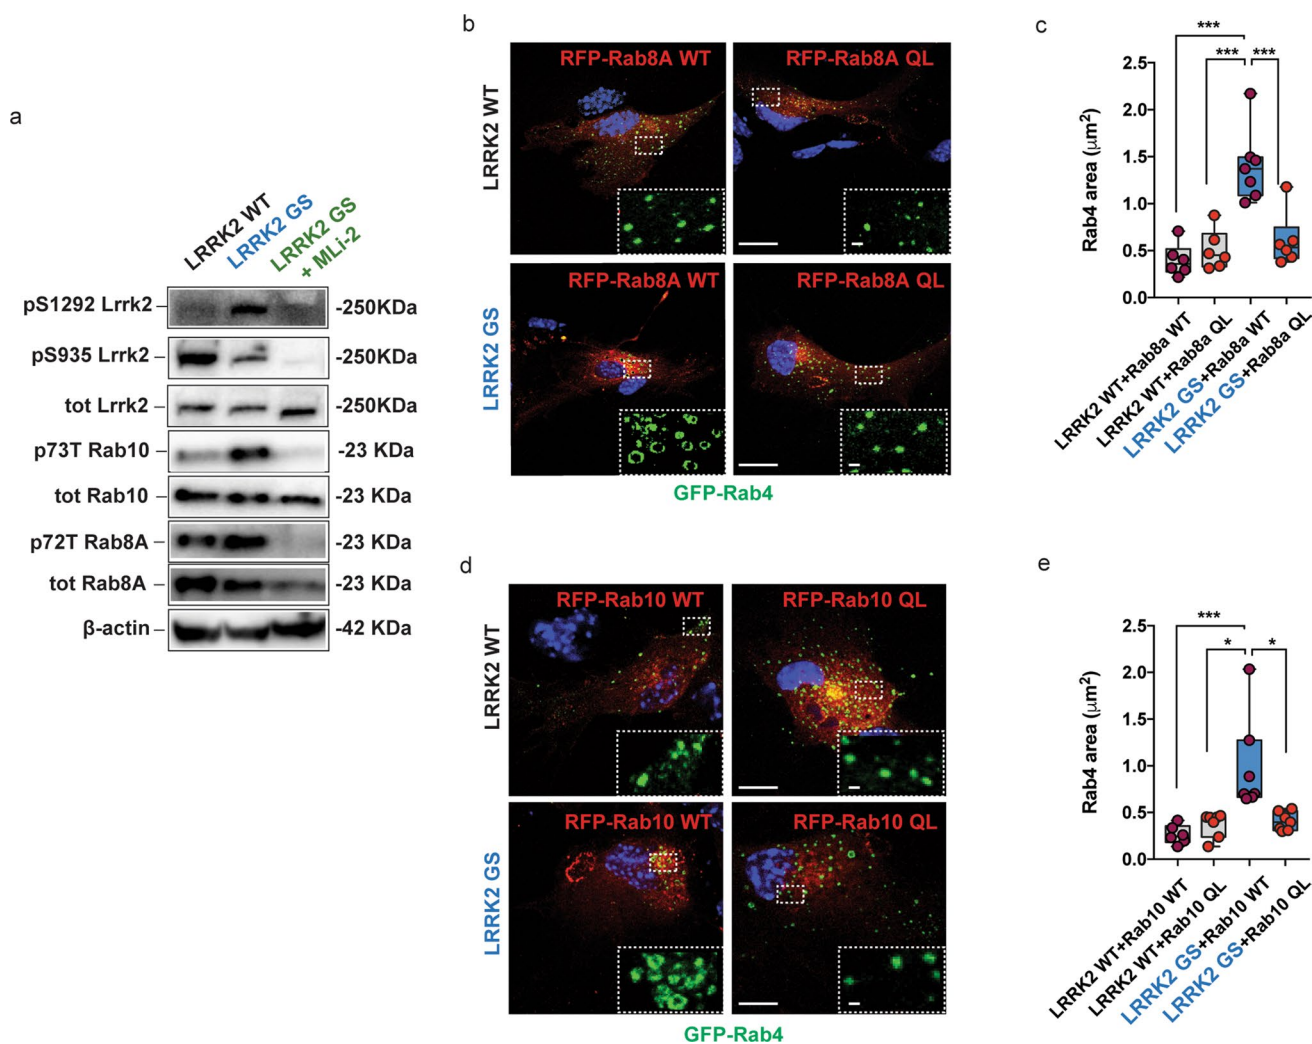 a
LRRK2 WT
LRRK2 GS
LRRK2 GS
+ MLi-2
pS1292 Lrrk2
-250KDa
pS935 Lrrk2
-250KDa
tot Lrrk2
-250KDa
p73T Rab10
-23 KDa
tot Rab10
-23 KDa
p72T Rab8A
-23 KDa
tot Rab8A
-23 KDa
β-actin
-42 KDa
b
RFP-Rab8A WT
RFP-Rab8A QL
LRRK2 WT
RFP-Rab8A WT
RFP-Rab8A QL
LRRK2 GS
GFP-Rab4
c
***
*** ***
Rab4 area (μm²)
2.5
2.0
1.5
1.0
0.5
0.0
LRRK2 WT+Rab8a WT
LRRK2 WT+Rab8a QL
LRRK2 GS+Rab8a WT
LRRK2 GS+Rab8a QL
d
RFP-Rab10 WT
RFP-Rab10 QL
LRRK2 WT
RFP-Rab10 WT
RFP-Rab10 QL
LRRK2 GS
GFP-Rab4
e
***
* *
Rab4 area (μm²)
2.5
2.0
1.5
1.0
0.5
0.0
LRRK2 WT+Rab10 WT
LRRK2 WT+Rab10 QL
LRRK2 GS+Rab10 WT
LRRK2 GS+Rab10 QL